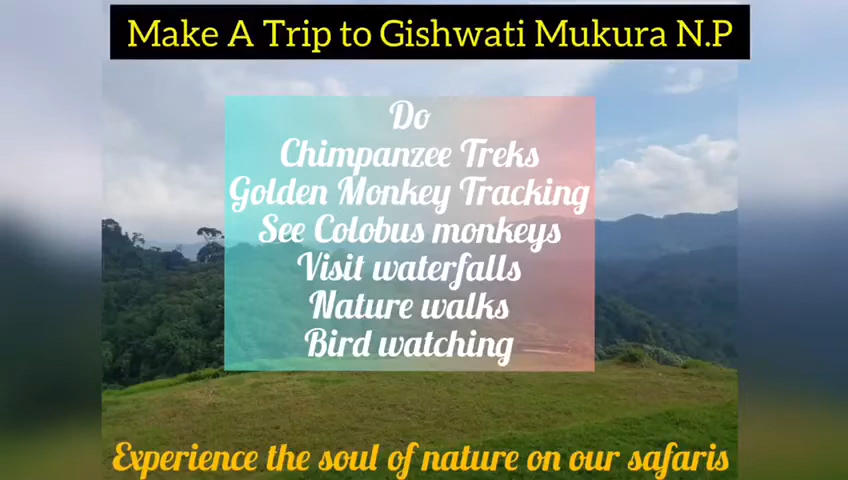 Make A Trip to Gishwati Mukura N.P
Do
Chimpanzee Treks
Golden Monkey Tracking
See Colobus monkeys
Visit waterfalls
Nature walks
Bird watching
Experience the soul of nature on our safaris